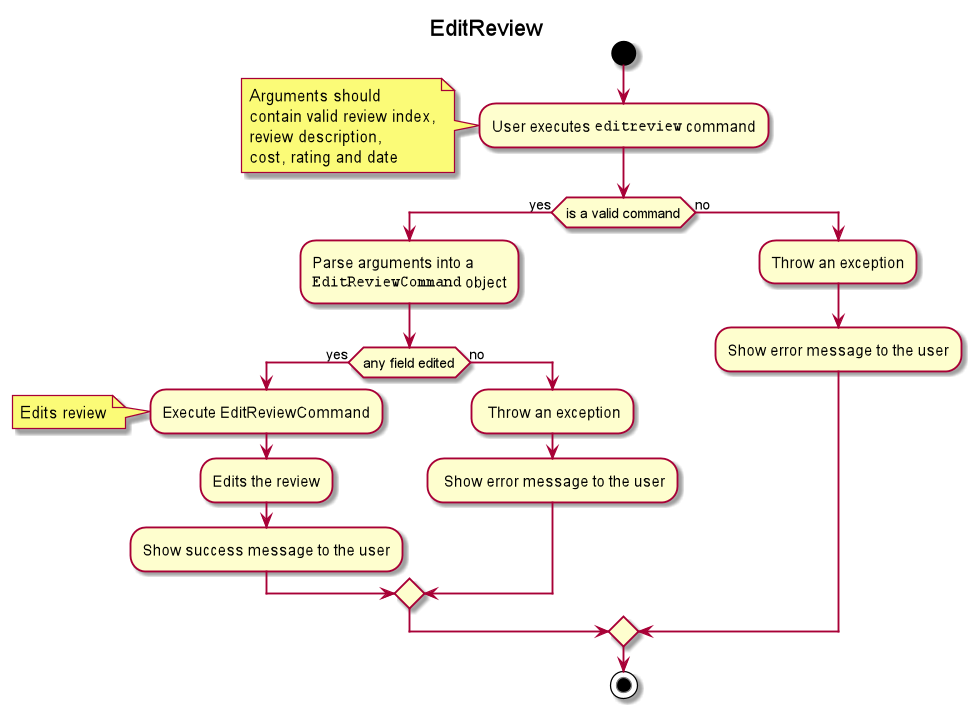 EditReview
Arguments should
contain valid review index,
review description,
cost, rating and date
User executes editreview command
yes
is a valid command
no
Parse arguments into a
EditReviewCommand object
Throw an exception
Show error message to the user
yes
any field edited
no
Edits review
Execute EditReviewCommand
Throw an exception
Edits the review
Show error message to the user
Show success message to the user